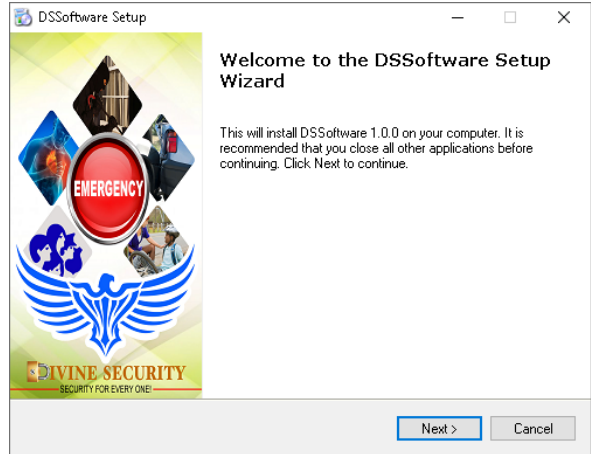 DSSoftware Setup
Welcome to the DSSoftware Setup
Wizard
This will install DSSoftware 1.0.0 on your computer. It is
recommended that you close all other applications before
continuing. Click Next to continue.
EMERGENCY
DIVINE SECURITY
SECURITY FOR EVERY ONE!
Next >
Cancel